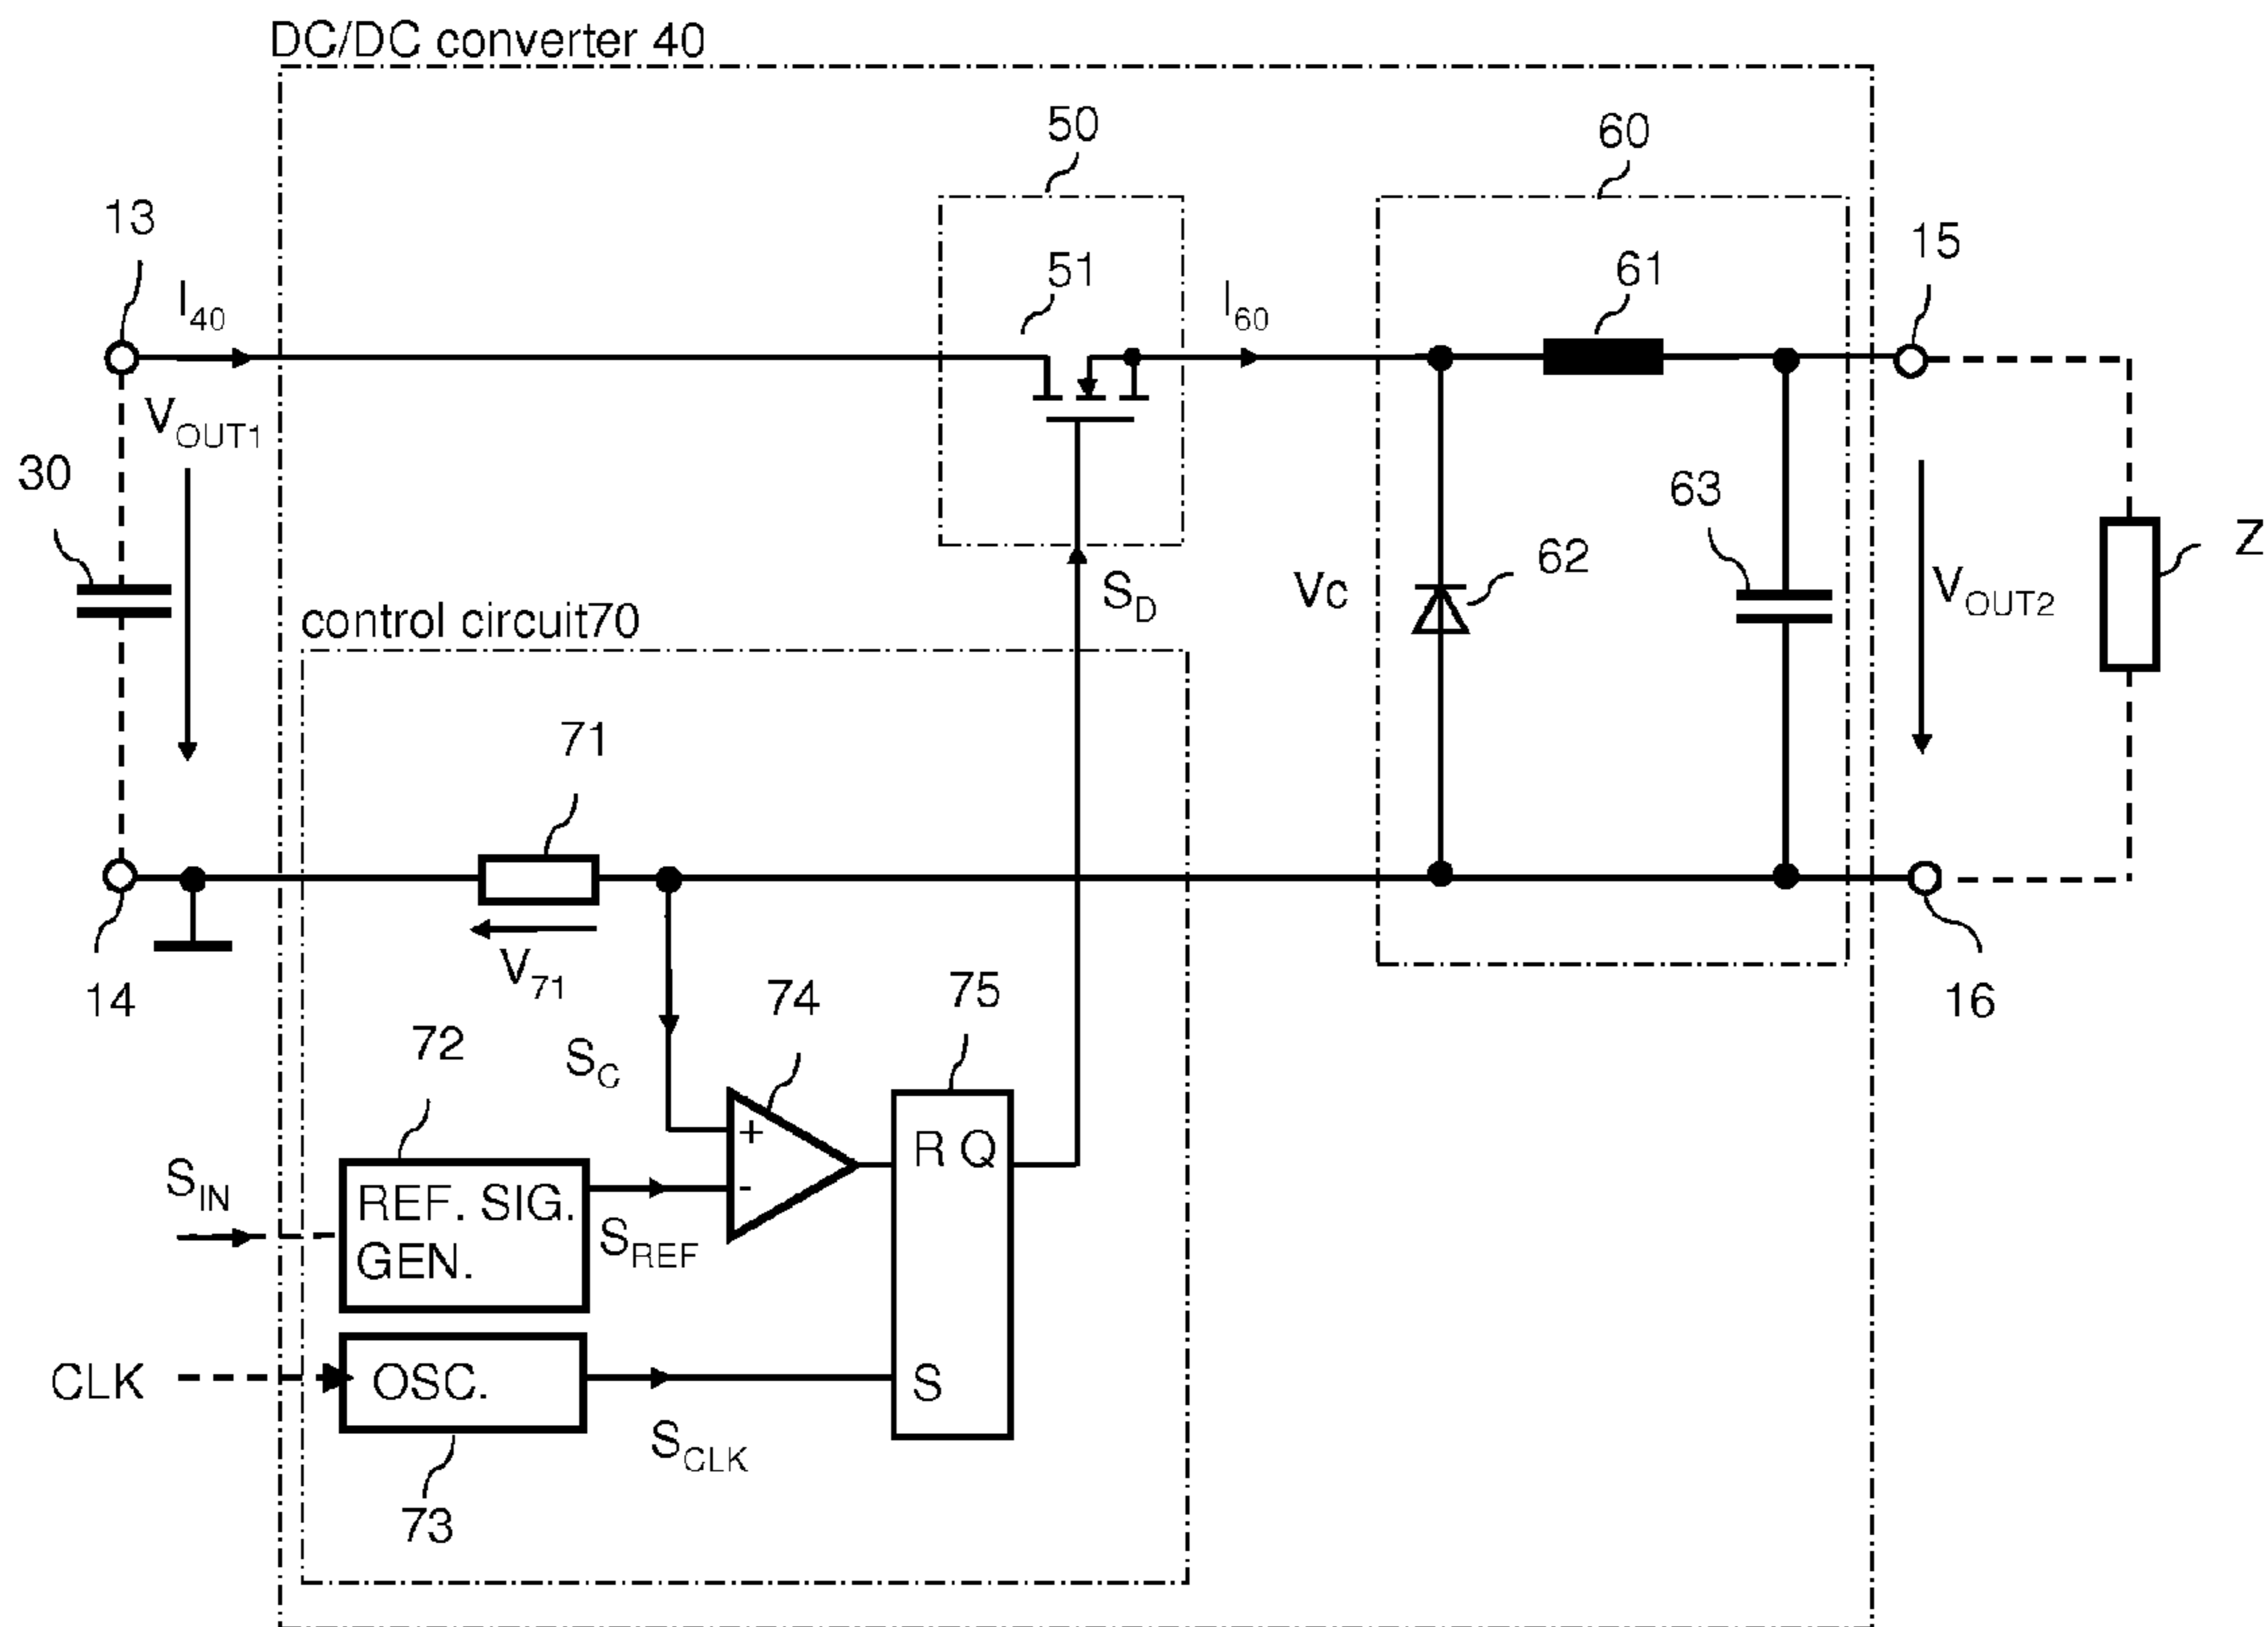 DC/DC converter 40
50
60
13
15
51
61
I40
I60
VOUT1
30
63
Z
62
SD
VC
VOUT2
control circuit70
71
V71
14
74
75
16
72
SC
R Q
+
SIN
REF. SIG.
GEN.
-
SREF
CLK
OSC.
S
SCLK
73